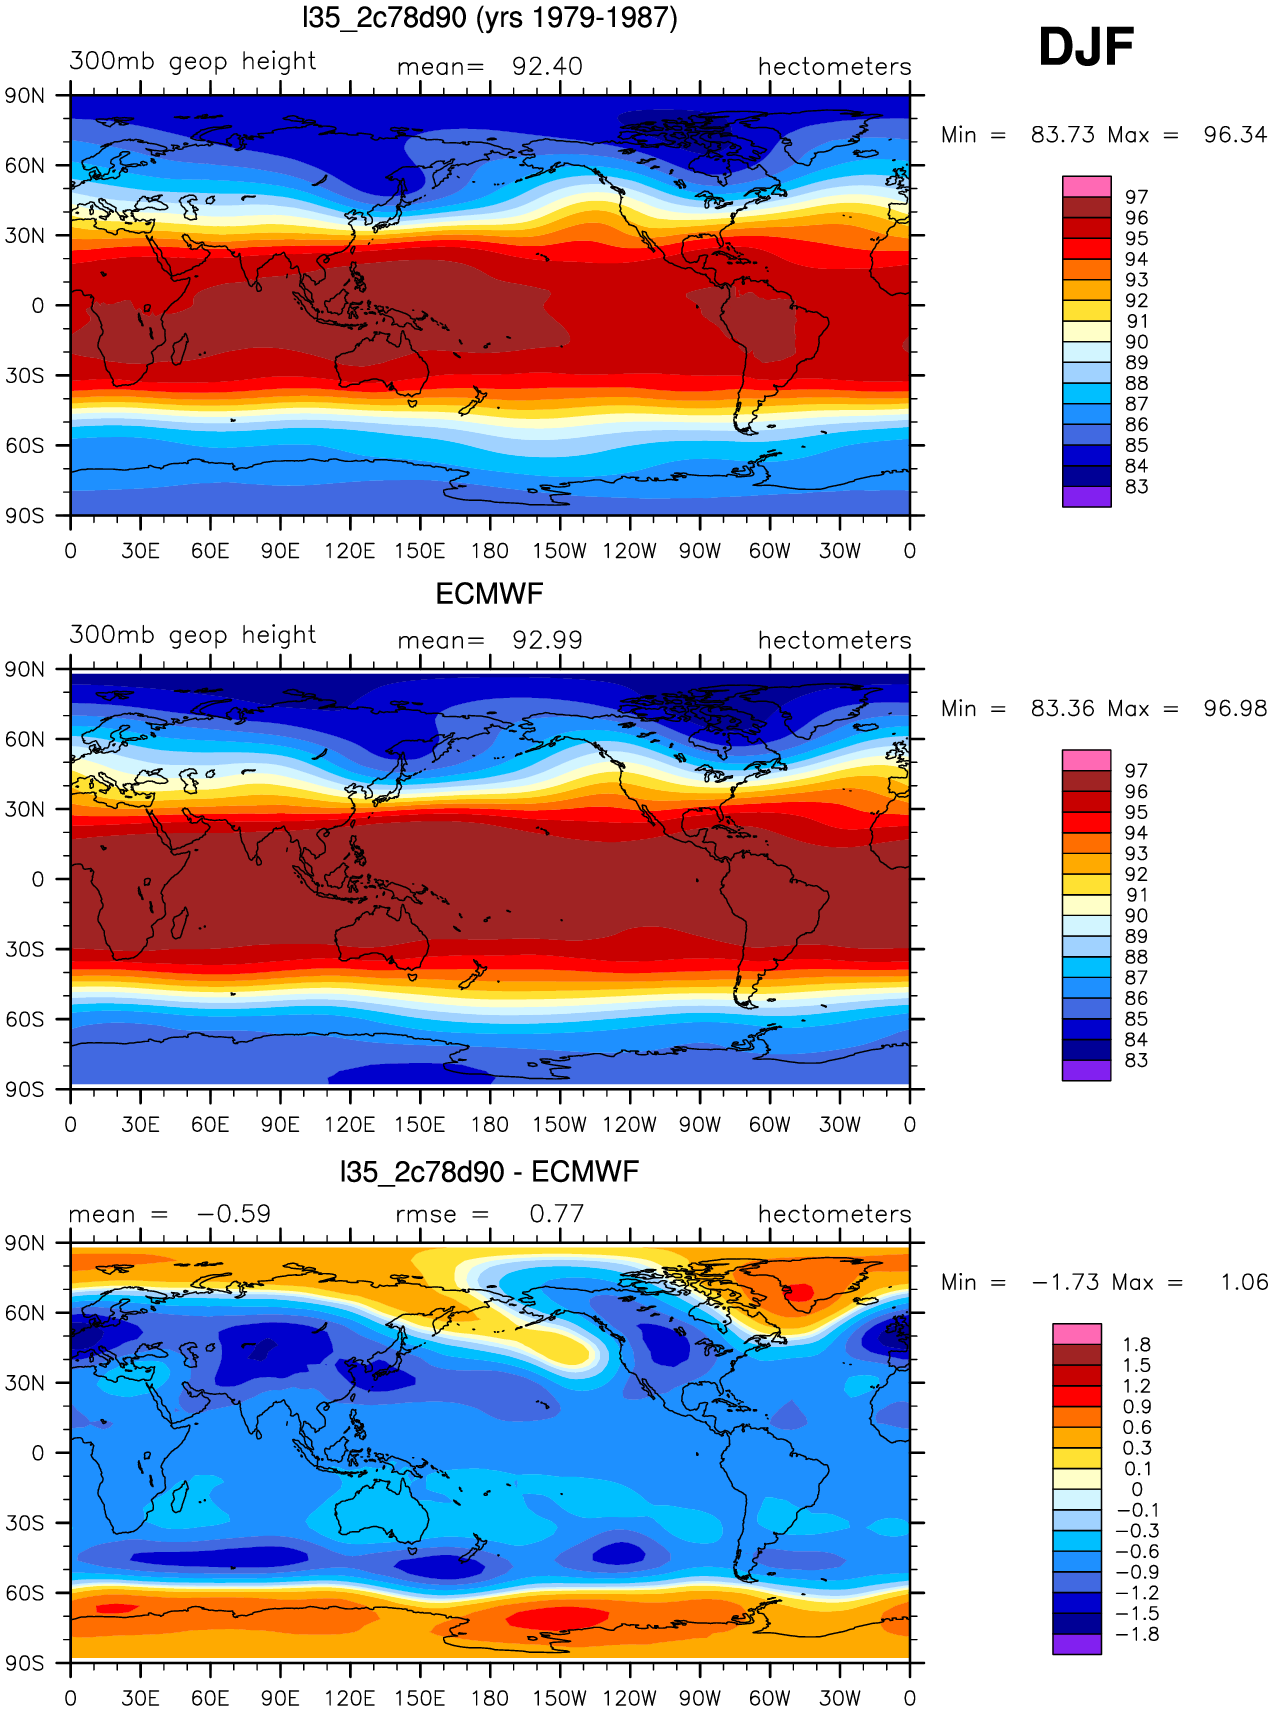 l35_2c78d90 (yrs 1979-1987)
DJF
300mb geop height mean= 92.40 hectometers
Min = 83.73 Max = 96.34
90N
60N
30N
0
30S
60S
90S
0 30E 60E 90E 120E 150E 180 150W 120W 90W 60W 30W 0
97
96
95
94
93
92
91
90
89
88
87
86
85
84
83
ECMWF
300mb geop height mean= 92.99 hectometers
Min = 83.36 Max = 96.98
90N
60N
30N
0
30S
60S
90S
0 30E 60E 90E 120E 150E 180 150W 120W 90W 60W 30W 0
97
96
95
94
93
92
91
90
89
88
87
86
85
84
83
l35_2c78d90 - ECMWF
mean = −0.59 rmse = 0.77 hectometers
Min = −1.73 Max = 1.06
90N
60N
30N
0
30S
60S
90S
0 30E 60E 90E 120E 150E 180 150W 120W 90W 60W 30W 0
1.8
1.5
1.2
0.9
0.6
0.3
0.1
0
−0.1
−0.3
−0.6
−0.9
−1.2
−1.5
−1.8